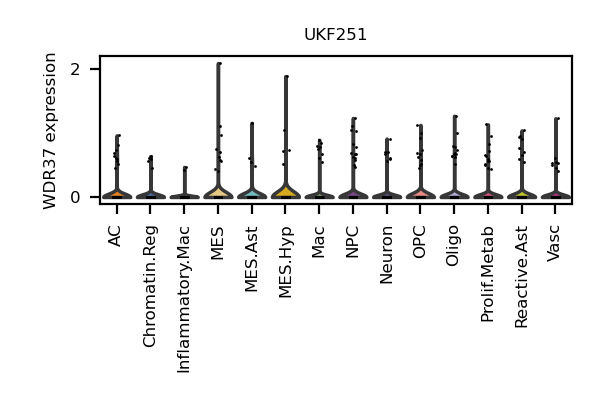 UKF251
WDR37 expression
2
0
AC
Chromatin.Reg
Inflammatory.Mac
MES
MES.Ast
MES.Hyp
Mac
NPC
Neuron
OPC
Oligo
Prolif.Metab
Reactive.Ast
Vasc